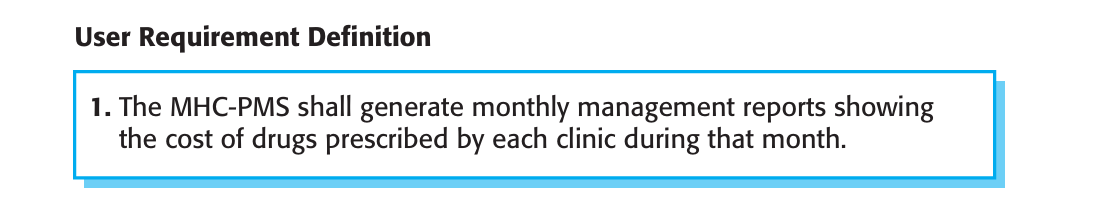 User Requirement Definition
1. The MHC-PMS shall generate monthly management reports showing
the cost of drugs prescribed by each clinic during that month.